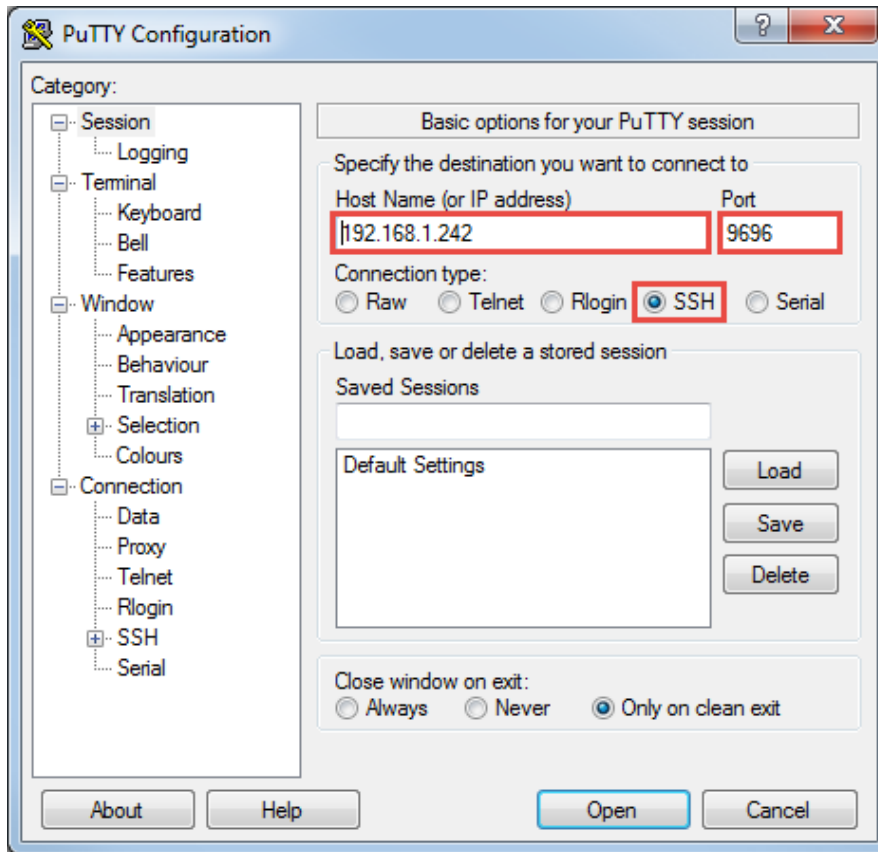 PuTTY Configuration
Category:
Session
Logging
Terminal
Keyboard
Bell
Features
Window
Appearance
Behaviour
Translation
Selection
Colours
Connection
Data
Proxy
Telnet
Rlogin
SSH
Serial
Basic options for your PuTTY session
Specify the destination you want to connect to
Host Name (or IP address) Port
192.168.1.242 9696
Connection type:
Raw Telnet Rlogin SSH Serial
Load, save or delete a stored session
Saved Sessions
Default Settings
Load
Save
Delete
Close window on exit:
Always Never Only on clean exit
About Help Open Cancel